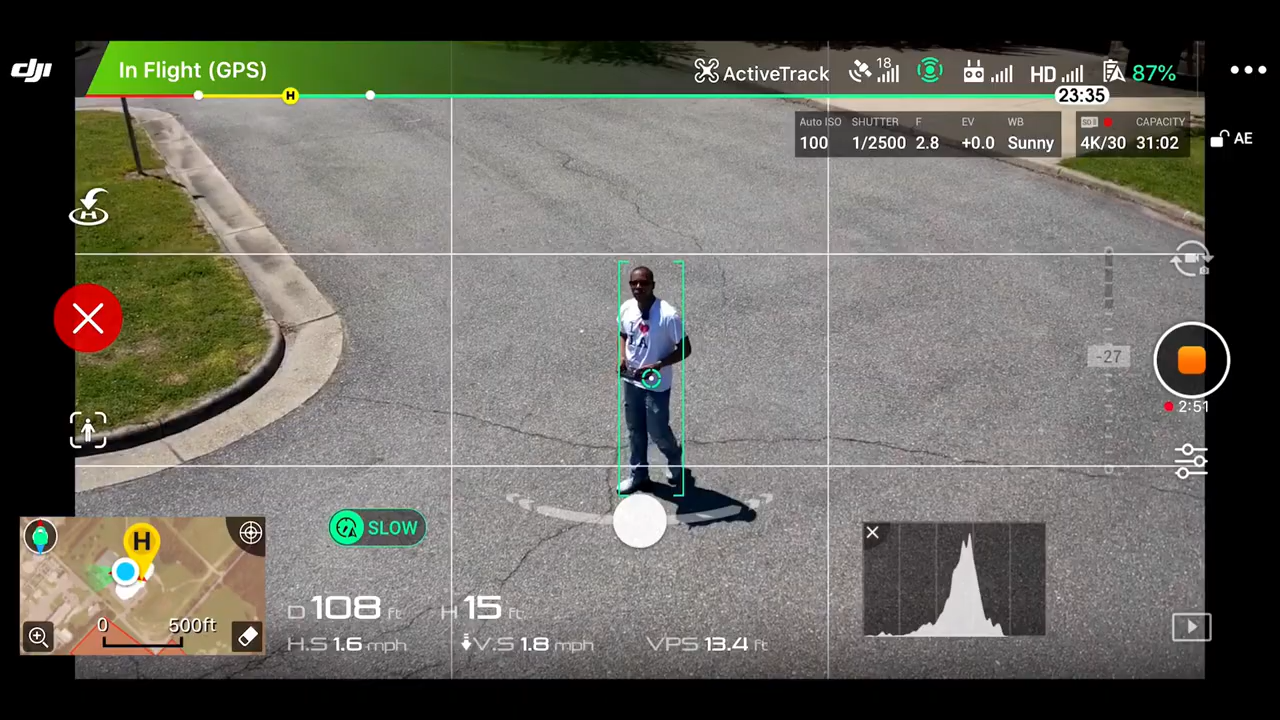 dji
In Flight (GPS)
ActiveTrack
18
HD
87%
H
23:35
Auto ISO SHUTTER F EV WB
100 1/2500 2.8 +0.0 Sunny
CAPACITY
4K/30 31:02
AE
H
I LA
-27
2:51
SLOW
H
0 500ft
D 108 ft H 15 ft
H.S 1.6 mph V.S 1.8 mph VPS 13.4 ft